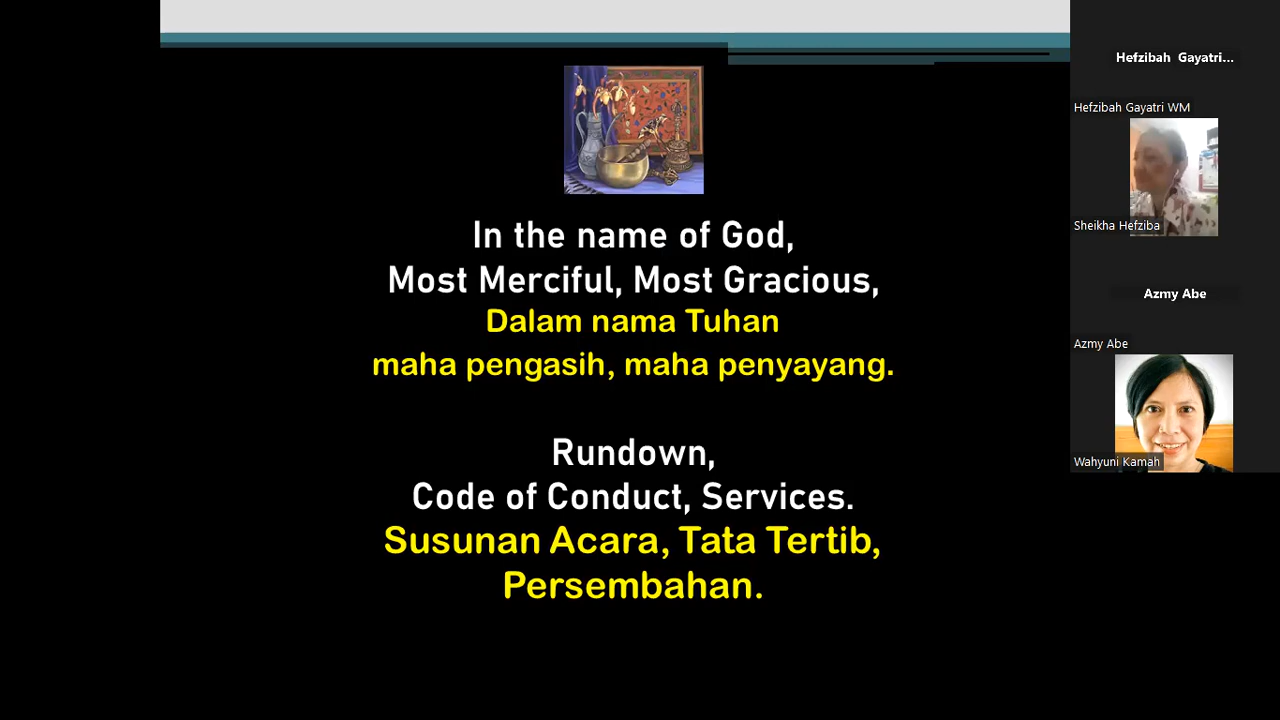 In the name of God,
Most Merciful, Most Gracious,
Dalam nama Tuhan
maha pengasih, maha penyayang.
Rundown,
Code of Conduct, Services.
Susunan Acara, Tata Tertib,
Persembahan.
Hefzibah Gayatri...
Hefzibah Gayatri WM
Sheikha Hefziba
Azmy Abe
Azmy Abe
Wahyuni Kamah